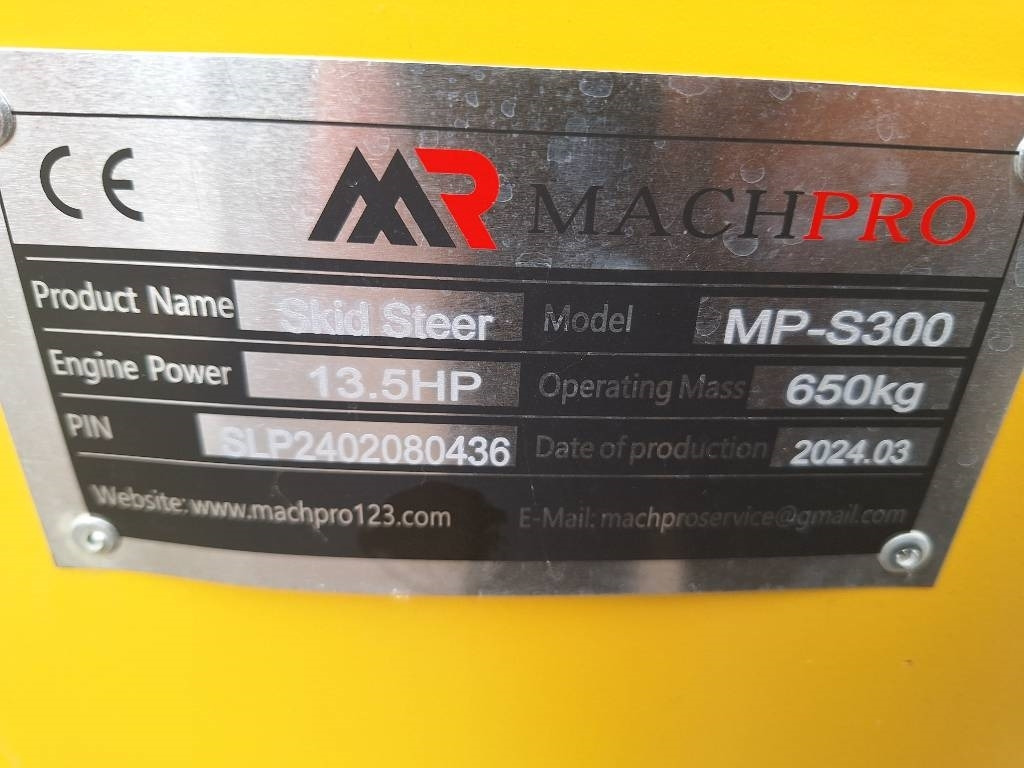 CE MR MACHPRO
Product Name Skid Steer Model MP-S300
Engine Power 13.5HP Operating Mass 650kg
PIN SLP2402080436 Date of production 2024.03
Website: www.machpro123.com E-Mail: machproservice@gmail.com